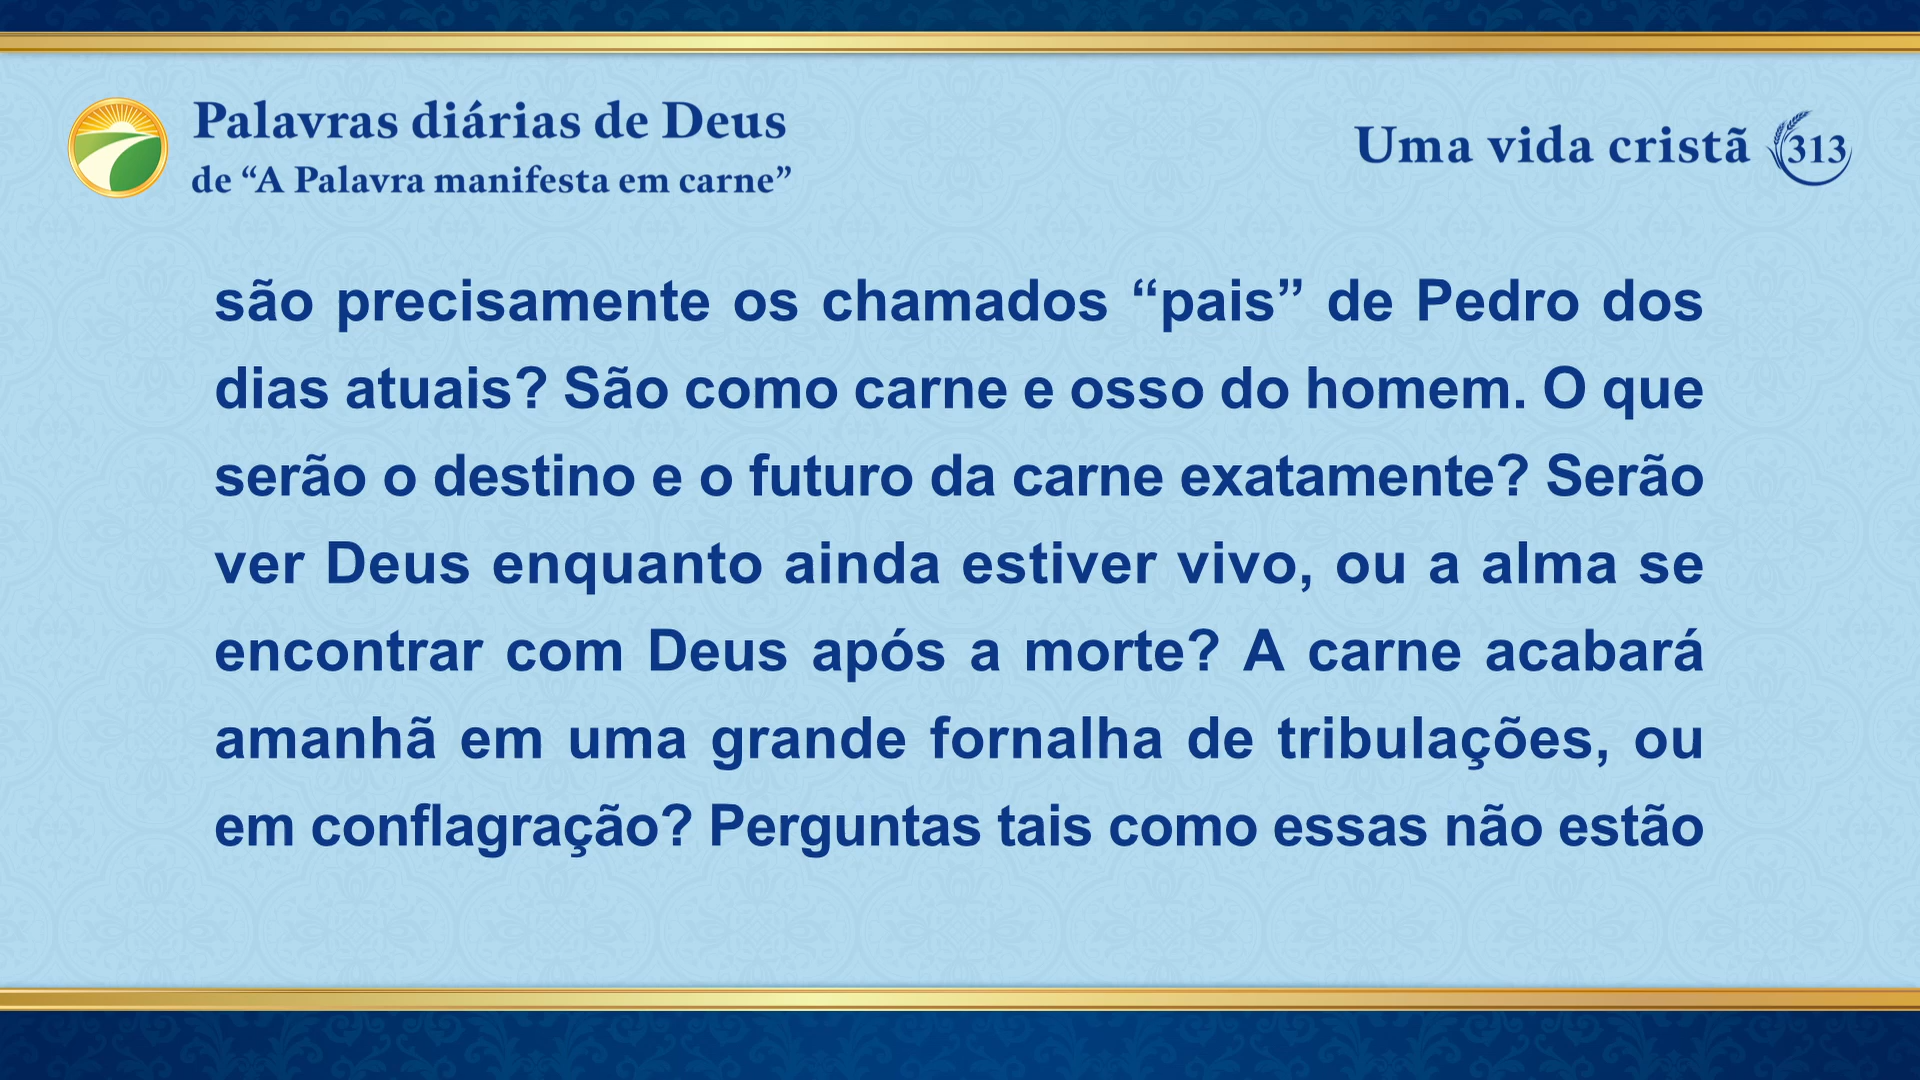 Palavras diárias de Deus
de “A Palavra manifesta em carne”
Uma vida cristã 313
são precisamente os chamados “pais” de Pedro dos
dias atuais? São como carne e osso do homem. O que
serão o destino e o futuro da carne exatamente? Serão
ver Deus enquanto ainda estiver vivo, ou a alma se
encontrar com Deus após a morte? A carne acabará
amanhã em uma grande fornalha de tribulações, ou
em conflagração? Perguntas tais como essas não estão